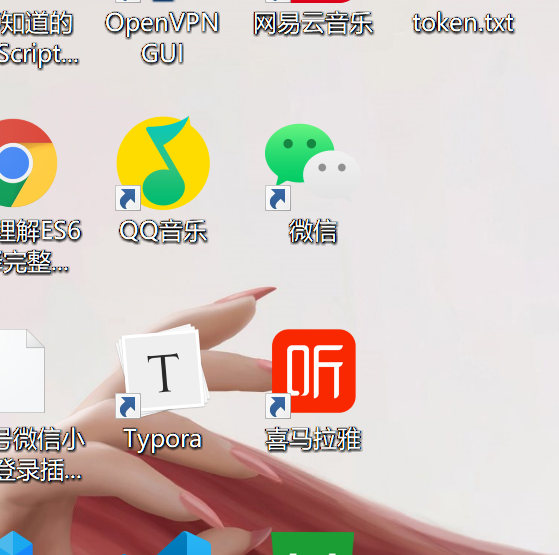 知道的
Script...
OpenVPN
GUI
网易云音乐
token.txt
理解ES6
完整...
QQ音乐
微信
号微信小
登录插...
T
Typora
听
喜马拉雅